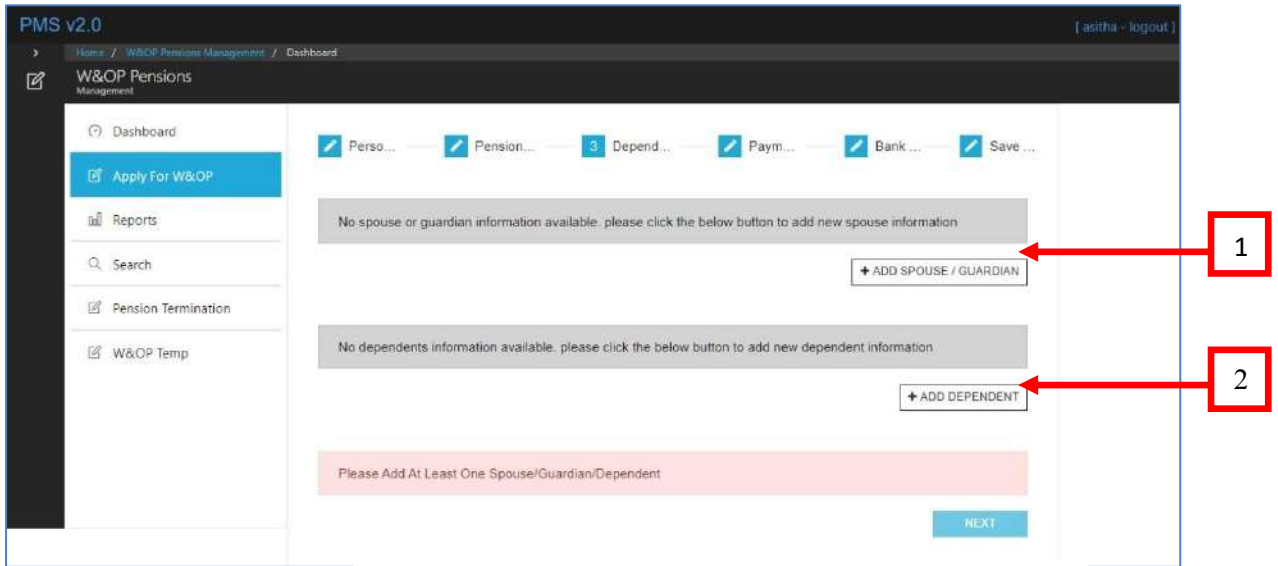 PMS v2.0
[ asitha - logout ]
Home / W&OP Pensions Management / Dashboard
W&OP Pensions
Management
Dashboard
Apply For W&OP
Reports
Search
Pension Termination
W&OP Temp
Perso... Pension... 3 Depend... Paym... Bank ... Save ...
No spouse or guardian information available. please click the below button to add new spouse information
1
+ ADD SPOUSE / GUARDIAN
No dependents information available. please click the below button to add new dependent information
2
+ ADD DEPENDENT
Please Add At Least One Spouse/Guardian/Dependent
NEXT